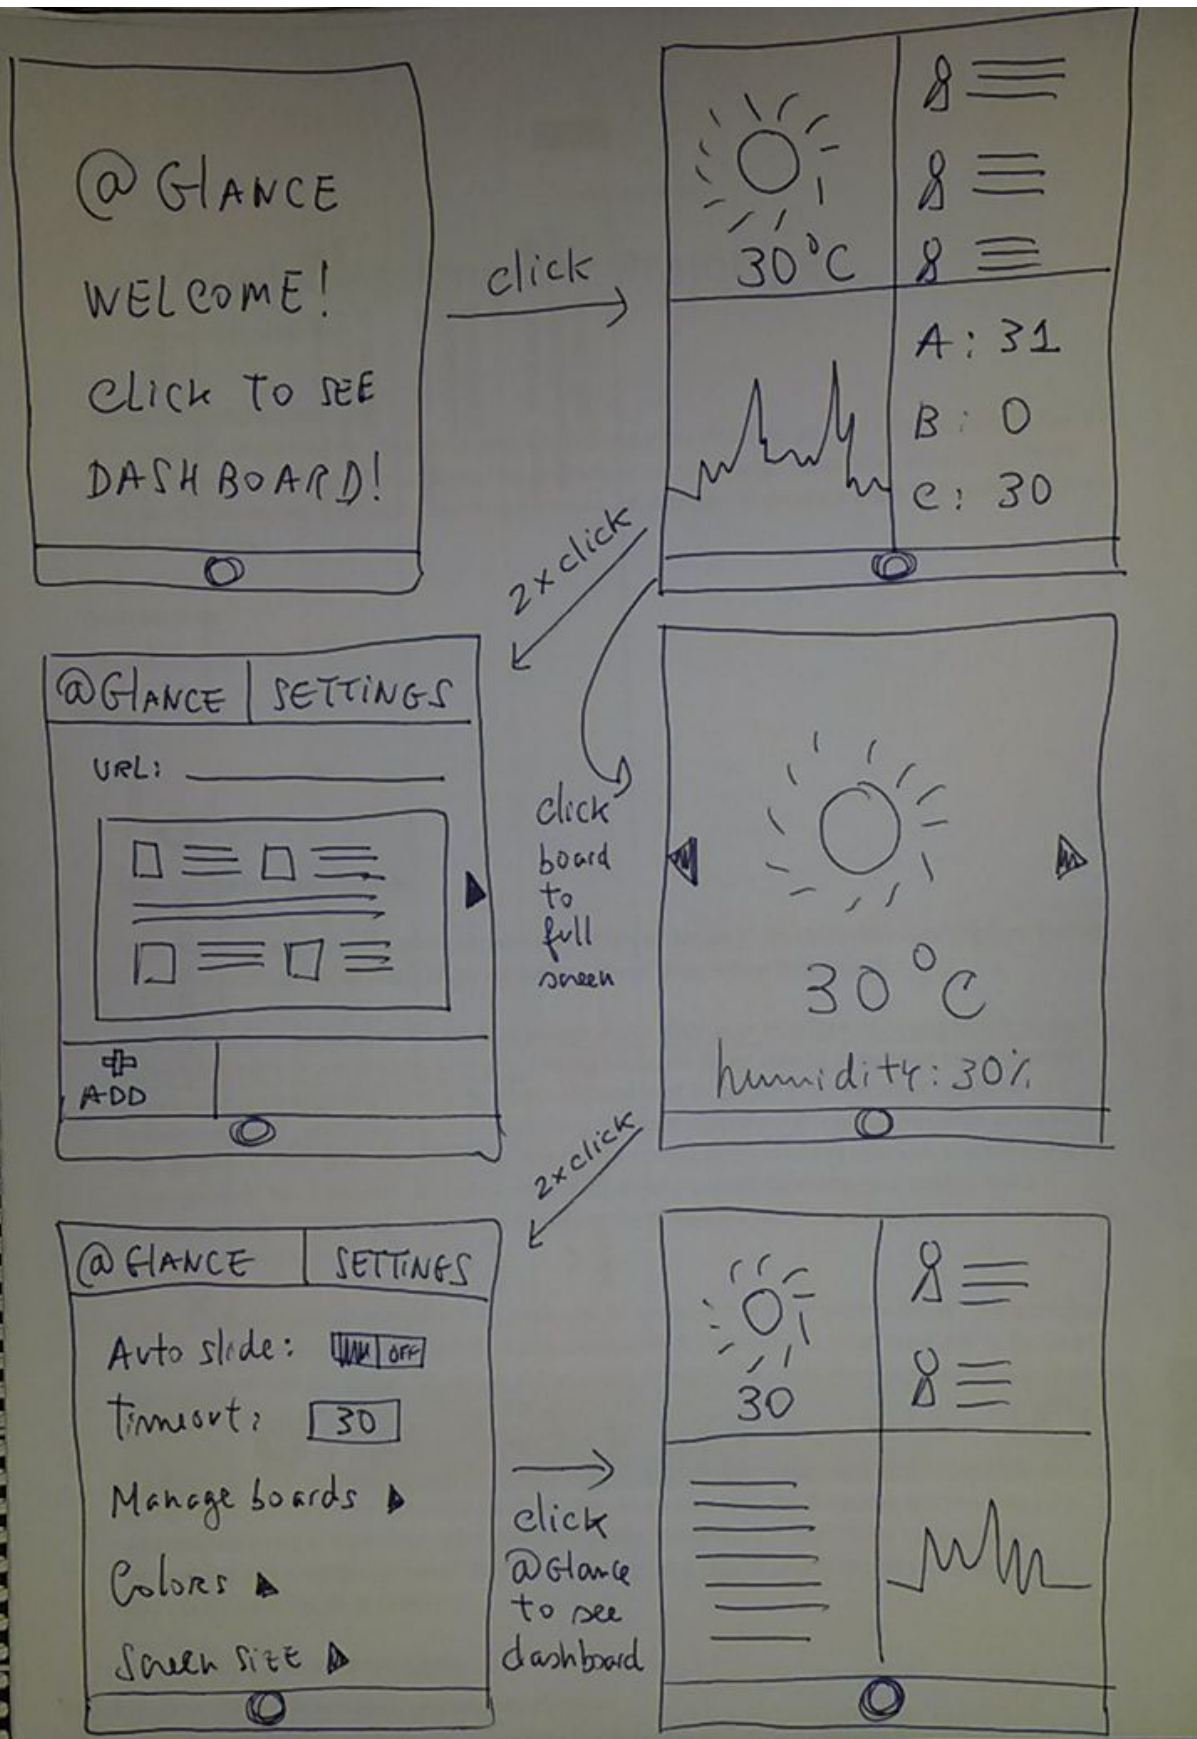 @ GLANCE
WELCOME!
CLICK TO SEE
DASHBOARD!
click
30°C
A: 31
B: 0
C: 30
2x click
@GLANCE SETTINGS
URL:
ADD
click
board
to
full
screen
30°C
humidity: 30%
2x click
@GLANCE SETTINGS
Auto slide: OFF
Timeout: 30
Manage boards
Colors
Screen size
click
@Glance
to see
dashboard
30